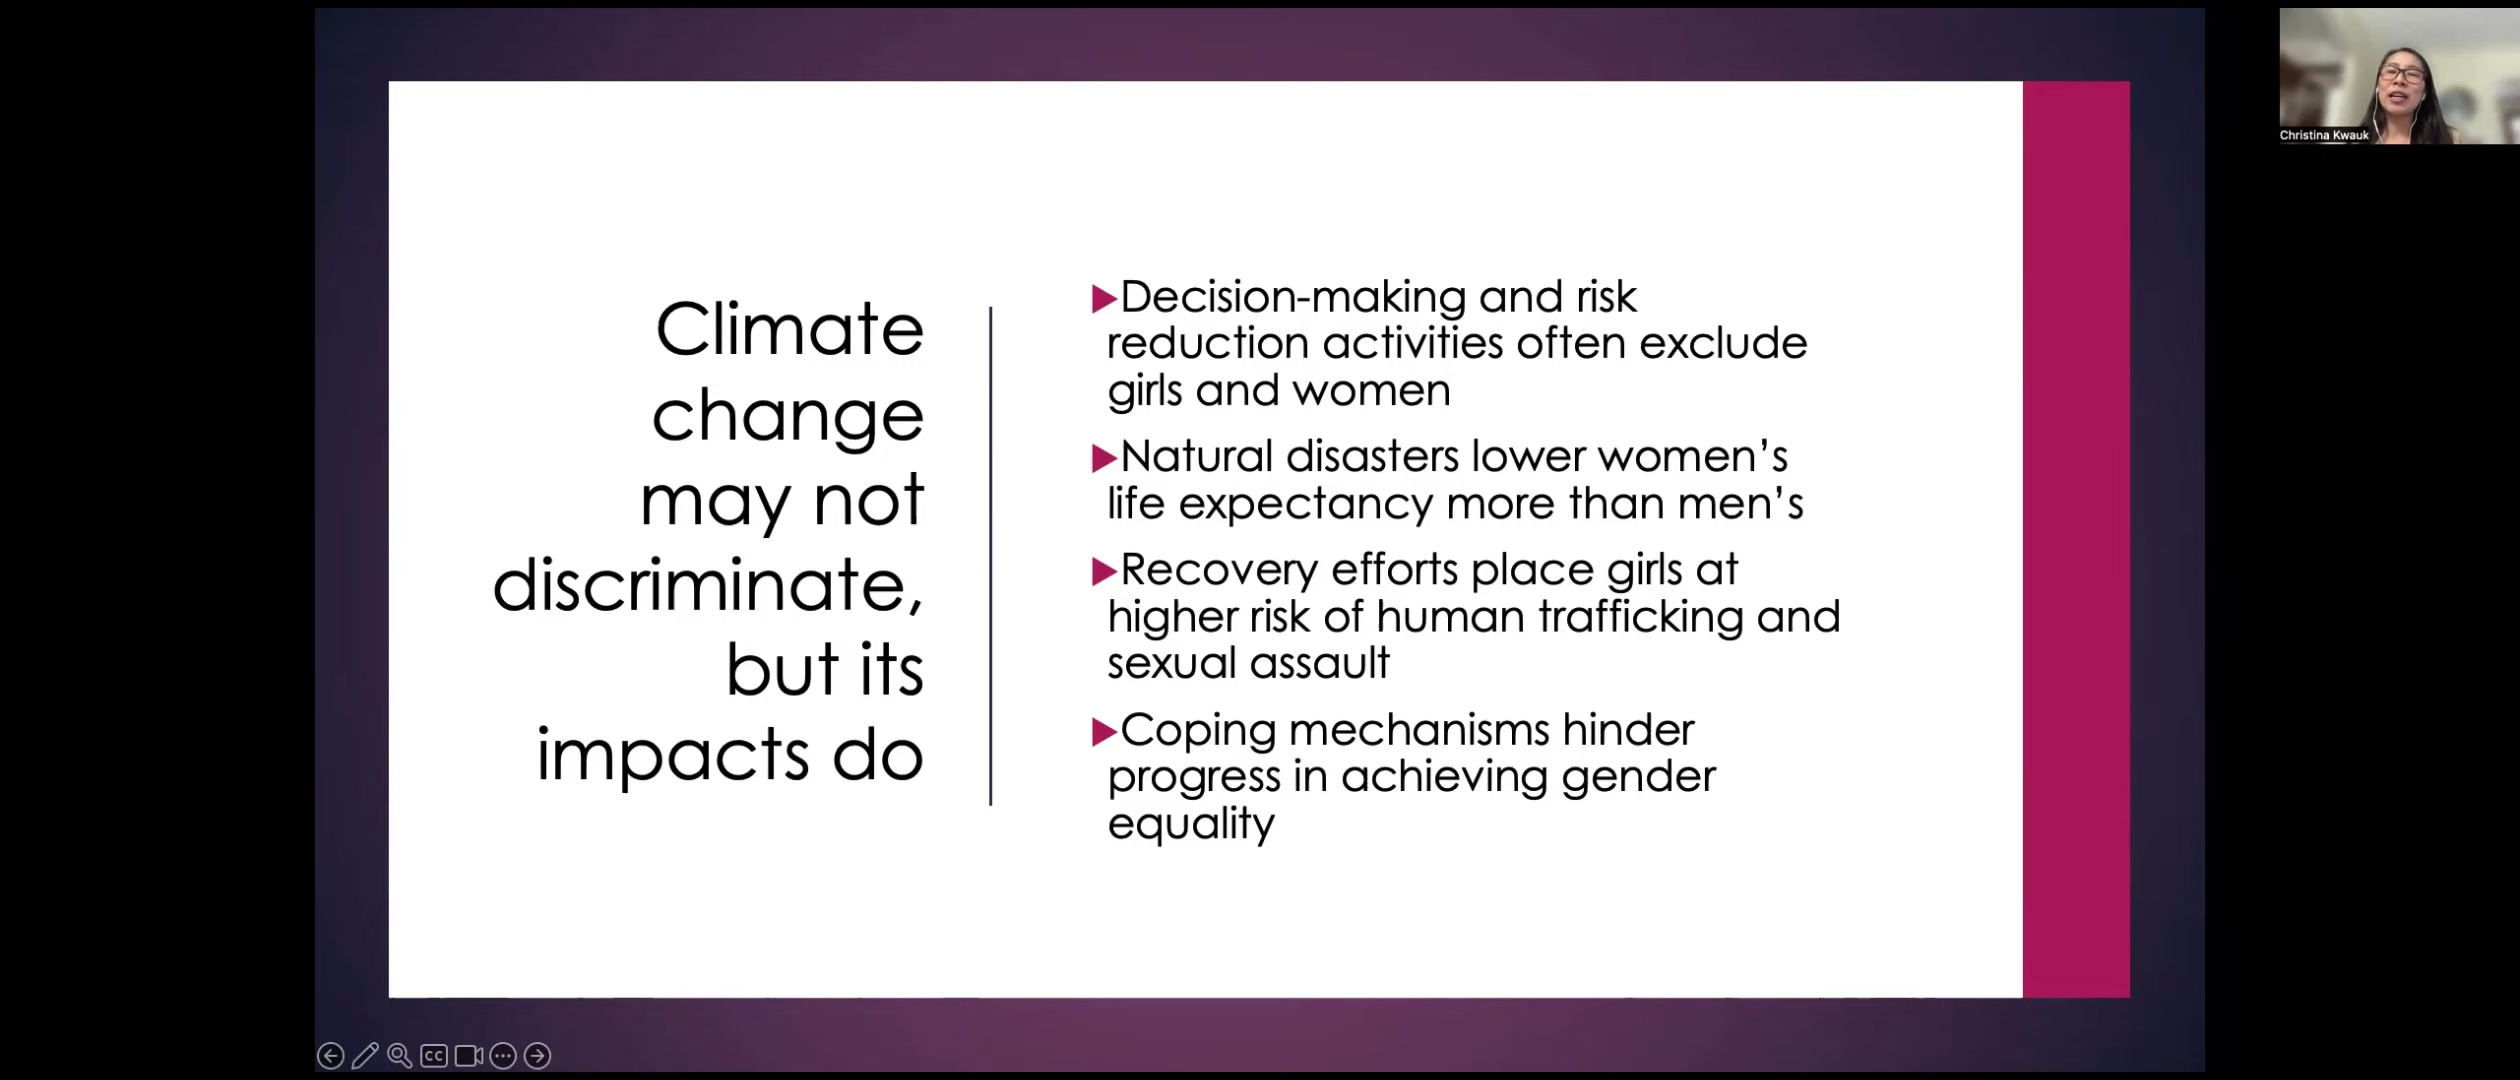 Climate
change
may not
discriminate,
but its
impacts do
Decision-making and risk
reduction activities often exclude
girls and women
Natural disasters lower women’s
life expectancy more than men’s
Recovery efforts place girls at
higher risk of human trafficking and
sexual assault
Coping mechanisms hinder
progress in achieving gender
equality
Christina Kwauk
CC